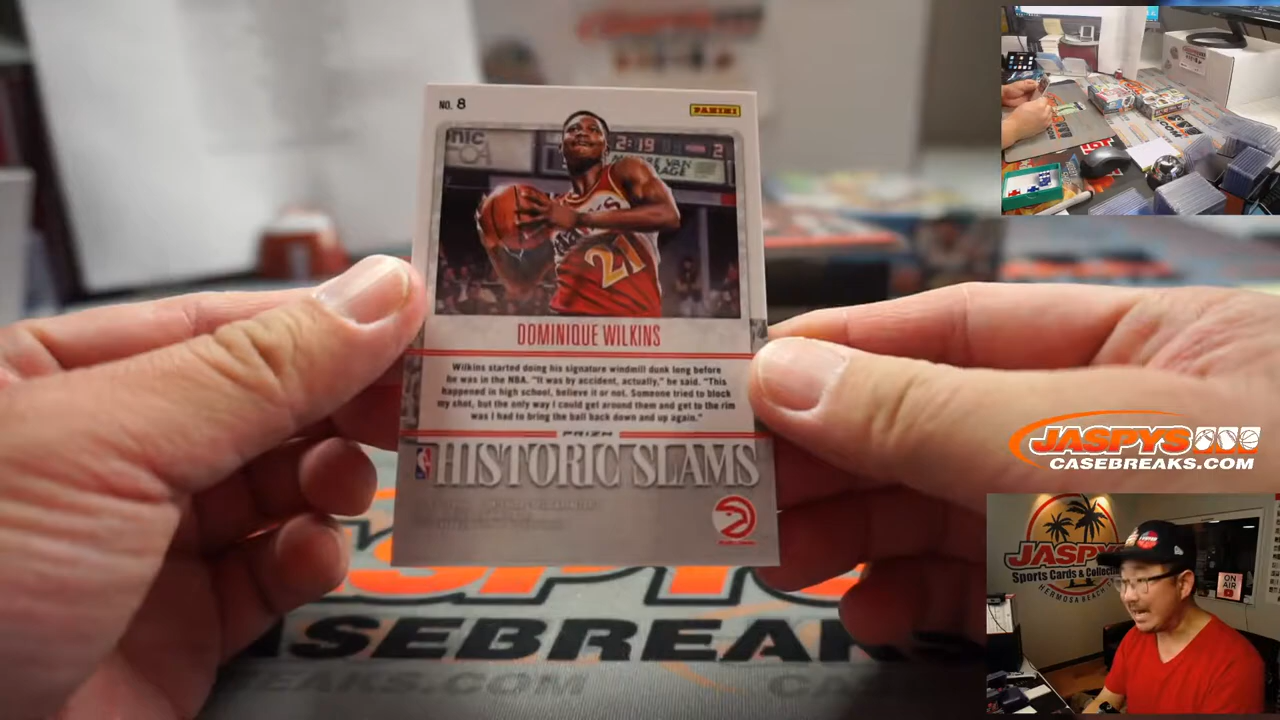 NO. 8
PANINI
nic
2:19 2
21
DOMINIQUE WILKINS
Wilkins started doing his signature windmill dunk long before
he was in the NBA. "It was by accident, actually," he said. "This
happened in high school, believe it or not. Someone tried to block
my shot, but the only way I could get around them and get to the rim
was I had to bring the ball back down and up again."
PRIZM
HISTORIC SLAMS
CASEBREAKS
JASPYS
CASEBREAKS.COM
JASPYS
Sports Cards &
HERMOSA BEACH
ON
AIR